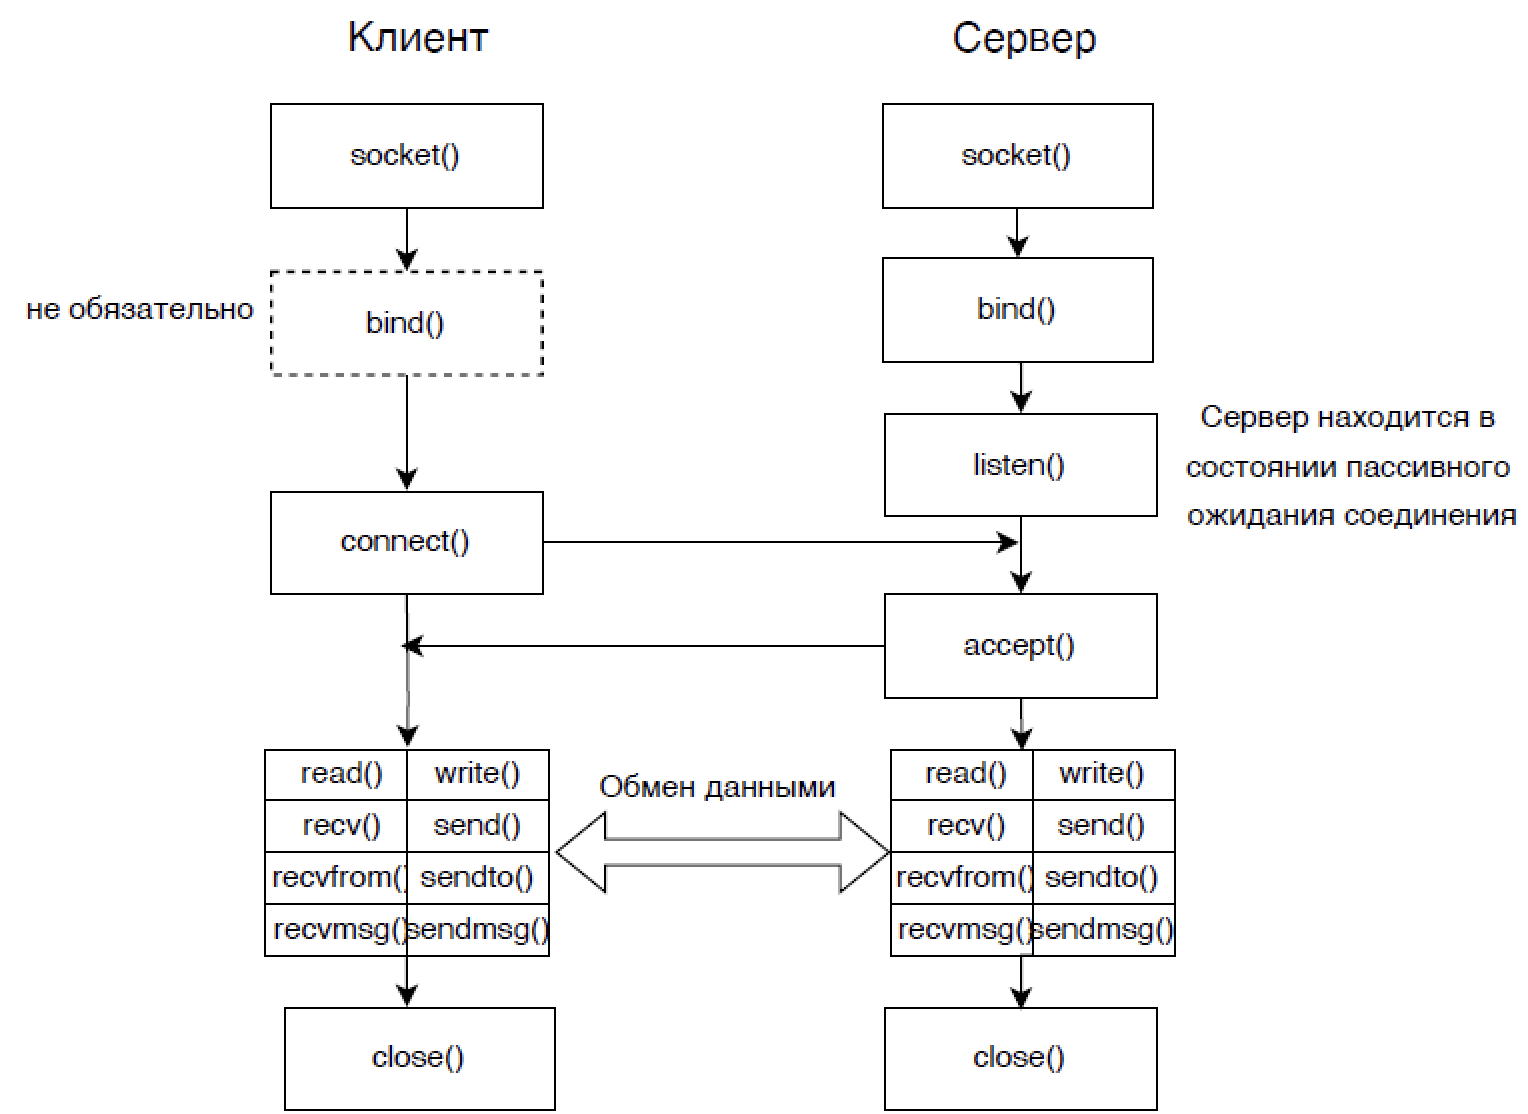 Клиент
Сервер
socket()
socket()
не обязательно
bind()
bind()
listen()
Сервер находится в
состоянии пассивного
ожидания соединения
connect()
accept()
read() write()
recv() send()
recvfrom() sendto()
recvmsg() sendmsg()
Обмен данными
read() write()
recv() send()
recvfrom() sendto()
recvmsg() sendmsg()
close()
close()